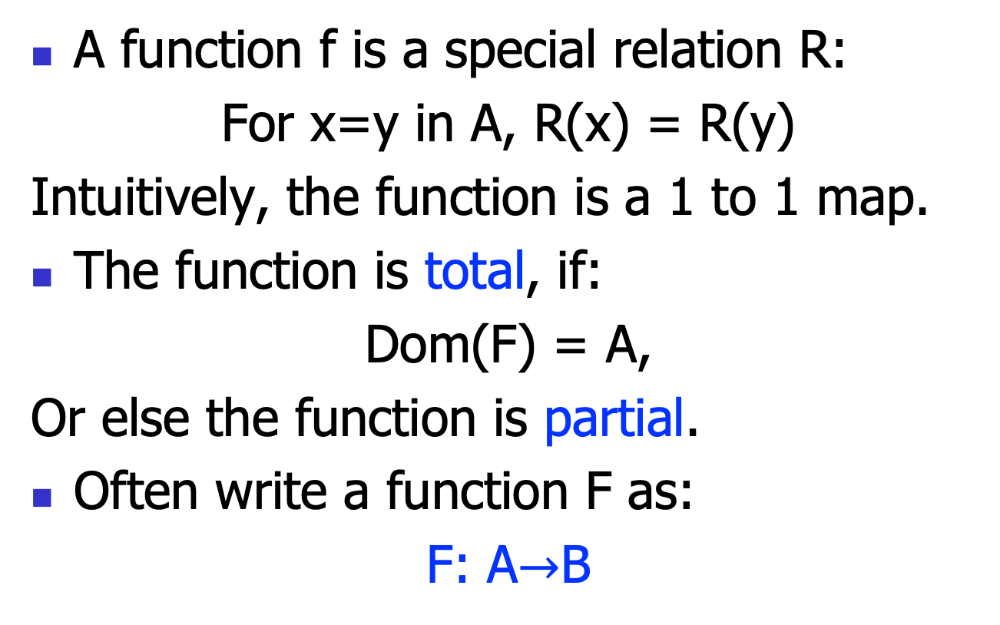 ▪ A function f is a special relation R:
For x=y in A, R(x) = R(y)
Intuitively, the function is a 1 to 1 map.
▪ The function is total, if:
Dom(F) = A,
Or else the function is partial.
▪ Often write a function F as:
F: A→B